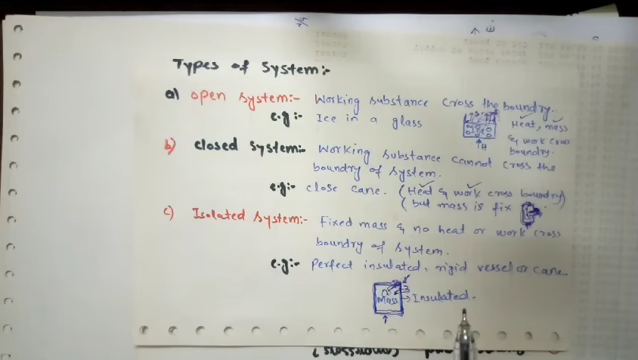 Types of System:-
a) open system:- Working substance cross the boundry.
e.g:- Ice in a glass
Heat, mass
& work cross
boundry.
b) closed system:- Working substance cannot cross the
boundry of system.
e.g:- close cane. (Heat & work cross boundry)
(but mass is fix
c) Isolated system:- Fixed mass & no heat or work cross
boundry of system.
e.g:- Perfect insulated, rigid vessel or cane.
Mass → Insulated.